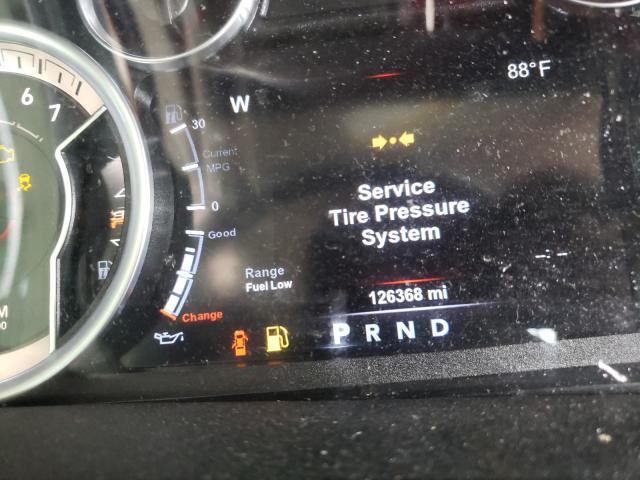 88°F
W
6
7
30
Current
MPG
0
Good
Service
Tire Pressure
System
Range
Fuel Low
--.-
126368 mi
Change
P R N D